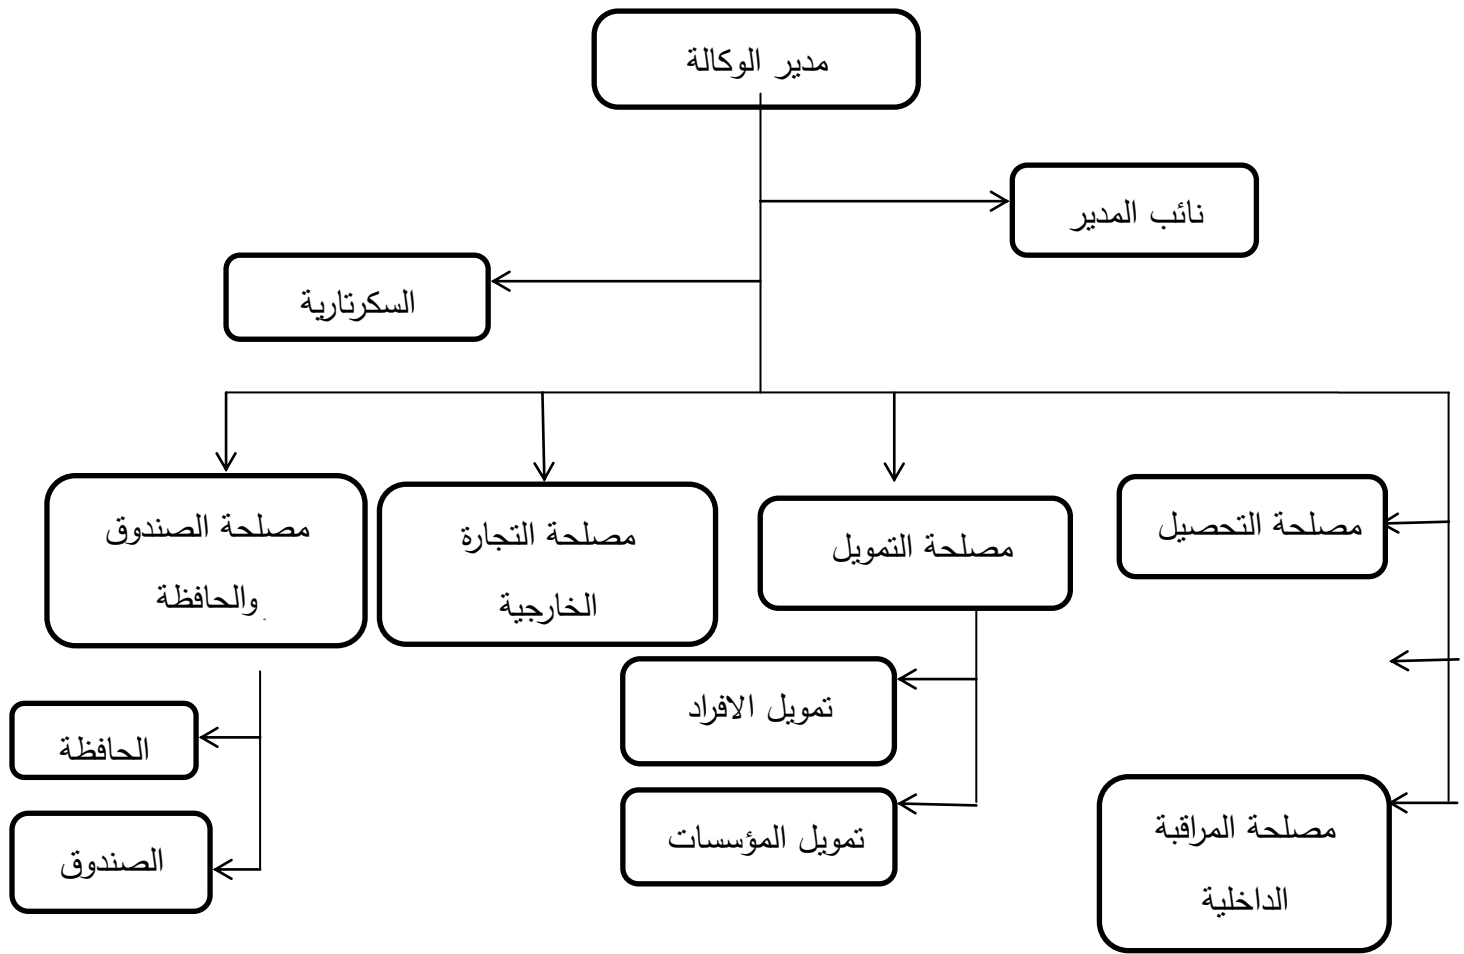 مدير الوكالة
نائب المدير
السكرتارية
مصلحة التحصيل
مصلحة التمويل
مصلحة التجارة
الخارجية
مصلحة الصندوق
والحافظة
تمويل الافراد
تمويل المؤسسات
الحافظة
الصندوق
مصلحة المراقبة
الداخلية